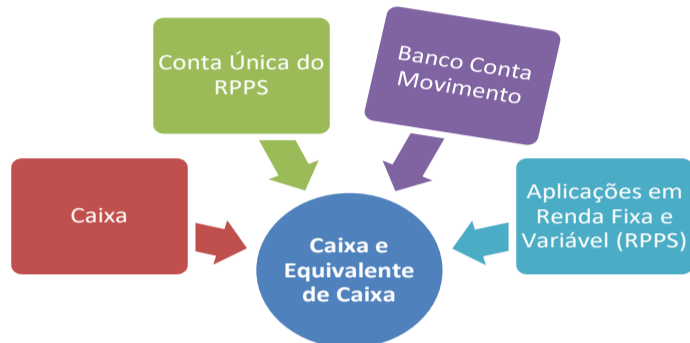 Conta Única do
RPPS
Banco Conta
Movimento
Caixa
Caixa e
Equivalente
de Caixa
Aplicações em
Renda Fixa e
Variável (RPPS)